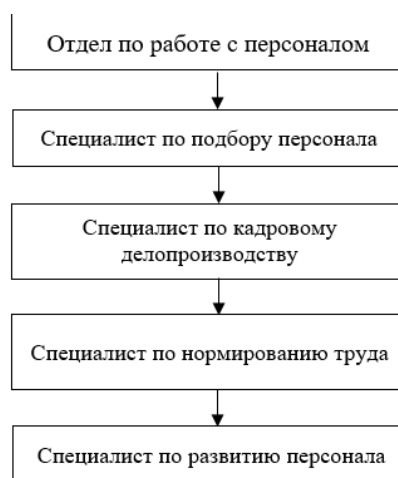 Отдел по работе с персоналом
Специалист по подбору персонала
Специалист по кадровому
делопроизводству
Специалист по нормированию труда
Специалист по развитию персонала